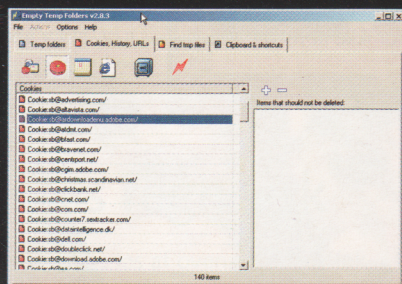 Empty Temp Folders v2.8.3
File Actions Options Help
Temp folders Cookies, History, URLs Find tmp files Clipboard & shortcuts
Cookies
Items that should not be deleted:
Cookie:sb@advertising.com/
Cookie:sb@altavista.com/
Cookie:sb@ardownloadenu.adobe.com/
Cookie:sb@atdmt.com/
Cookie:sb@bfast.com/
Cookie:sb@bravenet.com/
Cookie:sb@centrport.net/
Cookie:sb@cgim.adobe.com/
Cookie:sb@christmas.scandinavian.net/
Cookie:sb@clickbank.net/
Cookie:sb@cnet.com/
Cookie:sb@com.com/
Cookie:sb@counter7.sextracker.com/
Cookie:sb@dataintelligence.dk/
Cookie:sb@dell.com/
Cookie:sb@doubleclick.net/
Cookie:sb@download.adobe.com/
140 items